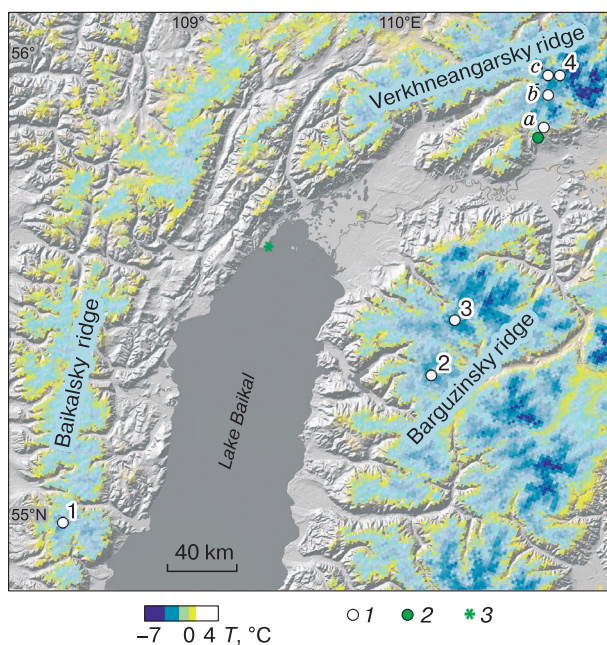 109° 110°E
56°
Verkhneangarsky ridge
c 4
b
a
Baikalsky ridge
3
2
Barguzinsky ridge
Lake Baikal
55°N
1
40 km
−7 0 4 T, °C
1 2 3